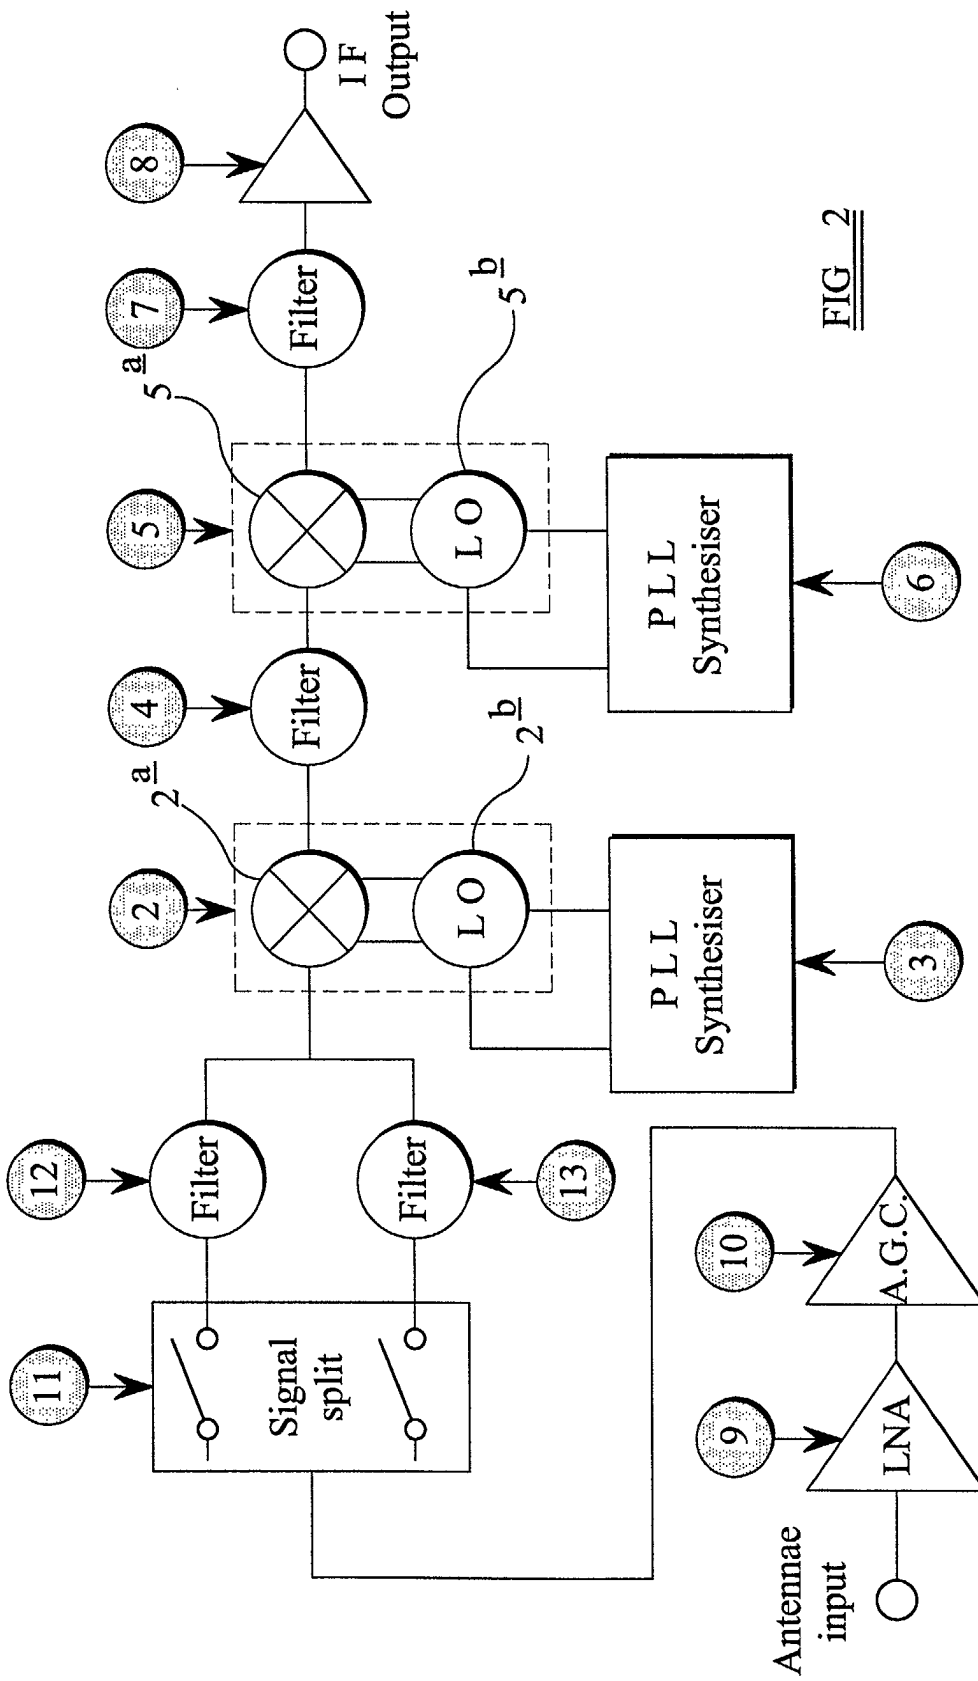 12
11
Filter
Signal
split
Filter
13
2
2a
LO
2b
PLL
Synthesiser
3
4
Filter
5
5a
LO
5b
PLL
Synthesiser
6
7
Filter
8
IF
Output
Antennae
input
9
LNA
10
A.G.C.
FIG 2